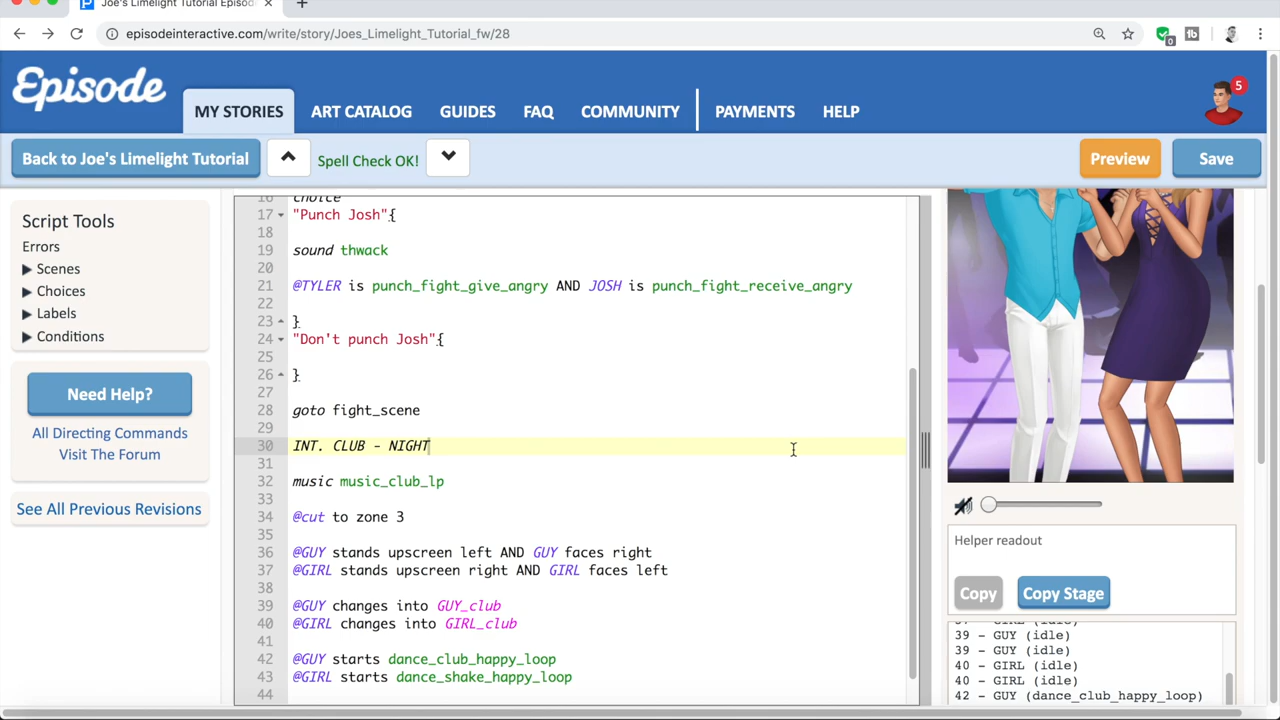 Joe's Limelight Tutorial Episod
episodeinteractive.com/write/story/Joes_Limelight_Tutorial_fw/28
0
tb
Episode
MY STORIES
ART CATALOG
GUIDES
FAQ
COMMUNITY
PAYMENTS
HELP
5
Back to Joe's Limelight Tutorial
Spell Check OK!
Preview
Save
Script Tools
Errors
Scenes
Choices
Labels
Conditions
Need Help?
All Directing Commands
Visit The Forum
See All Previous Revisions
16 choice
17 "Punch Josh"{
18
19 sound thwack
20
21 @TYLER is punch_fight_give_angry AND JOSH is punch_fight_receive_angry
22
23 }
24 "Don't punch Josh"{
25
26 }
27
28 goto fight_scene
29
30 INT. CLUB - NIGHT
31
32 music music_club_lp
33
34 @cut to zone 3
35
36 @GUY stands upscreen left AND GUY faces right
37 @GIRL stands upscreen right AND GIRL faces left
38
39 @GUY changes into GUY_club
40 @GIRL changes into GIRL_club
41
42 @GUY starts dance_club_happy_loop
43 @GIRL starts dance_shake_happy_loop
44
Helper readout
Copy
Copy Stage
37 - GIRL (idle)
39 - GUY (idle)
39 - GUY (idle)
40 - GIRL (idle)
40 - GIRL (idle)
42 - GUY (dance_club_happy_loop)